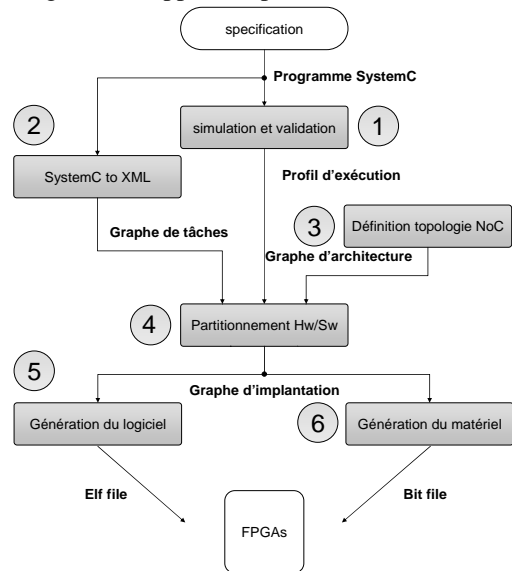 specification
Programme SystemC
1
simulation et validation
2
SystemC to XML
Profil d'exécution
3
Définition topologie NoC
Graphe de tâches
Graphe d'architecture
4
Partitionnement Hw/Sw
5
Graphe d'implantation
Génération du logiciel
6
Génération du matériel
Elf file
Bit file
FPGAs